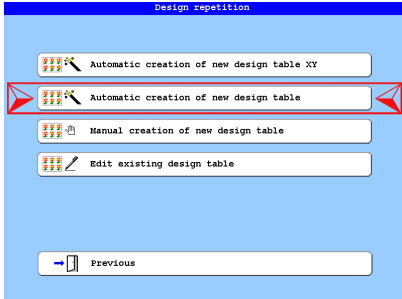 Design repetition
Automatic creation of new design table XY
Automatic creation of new design table
Manual creation of new design table
Edit existing design table
Previous